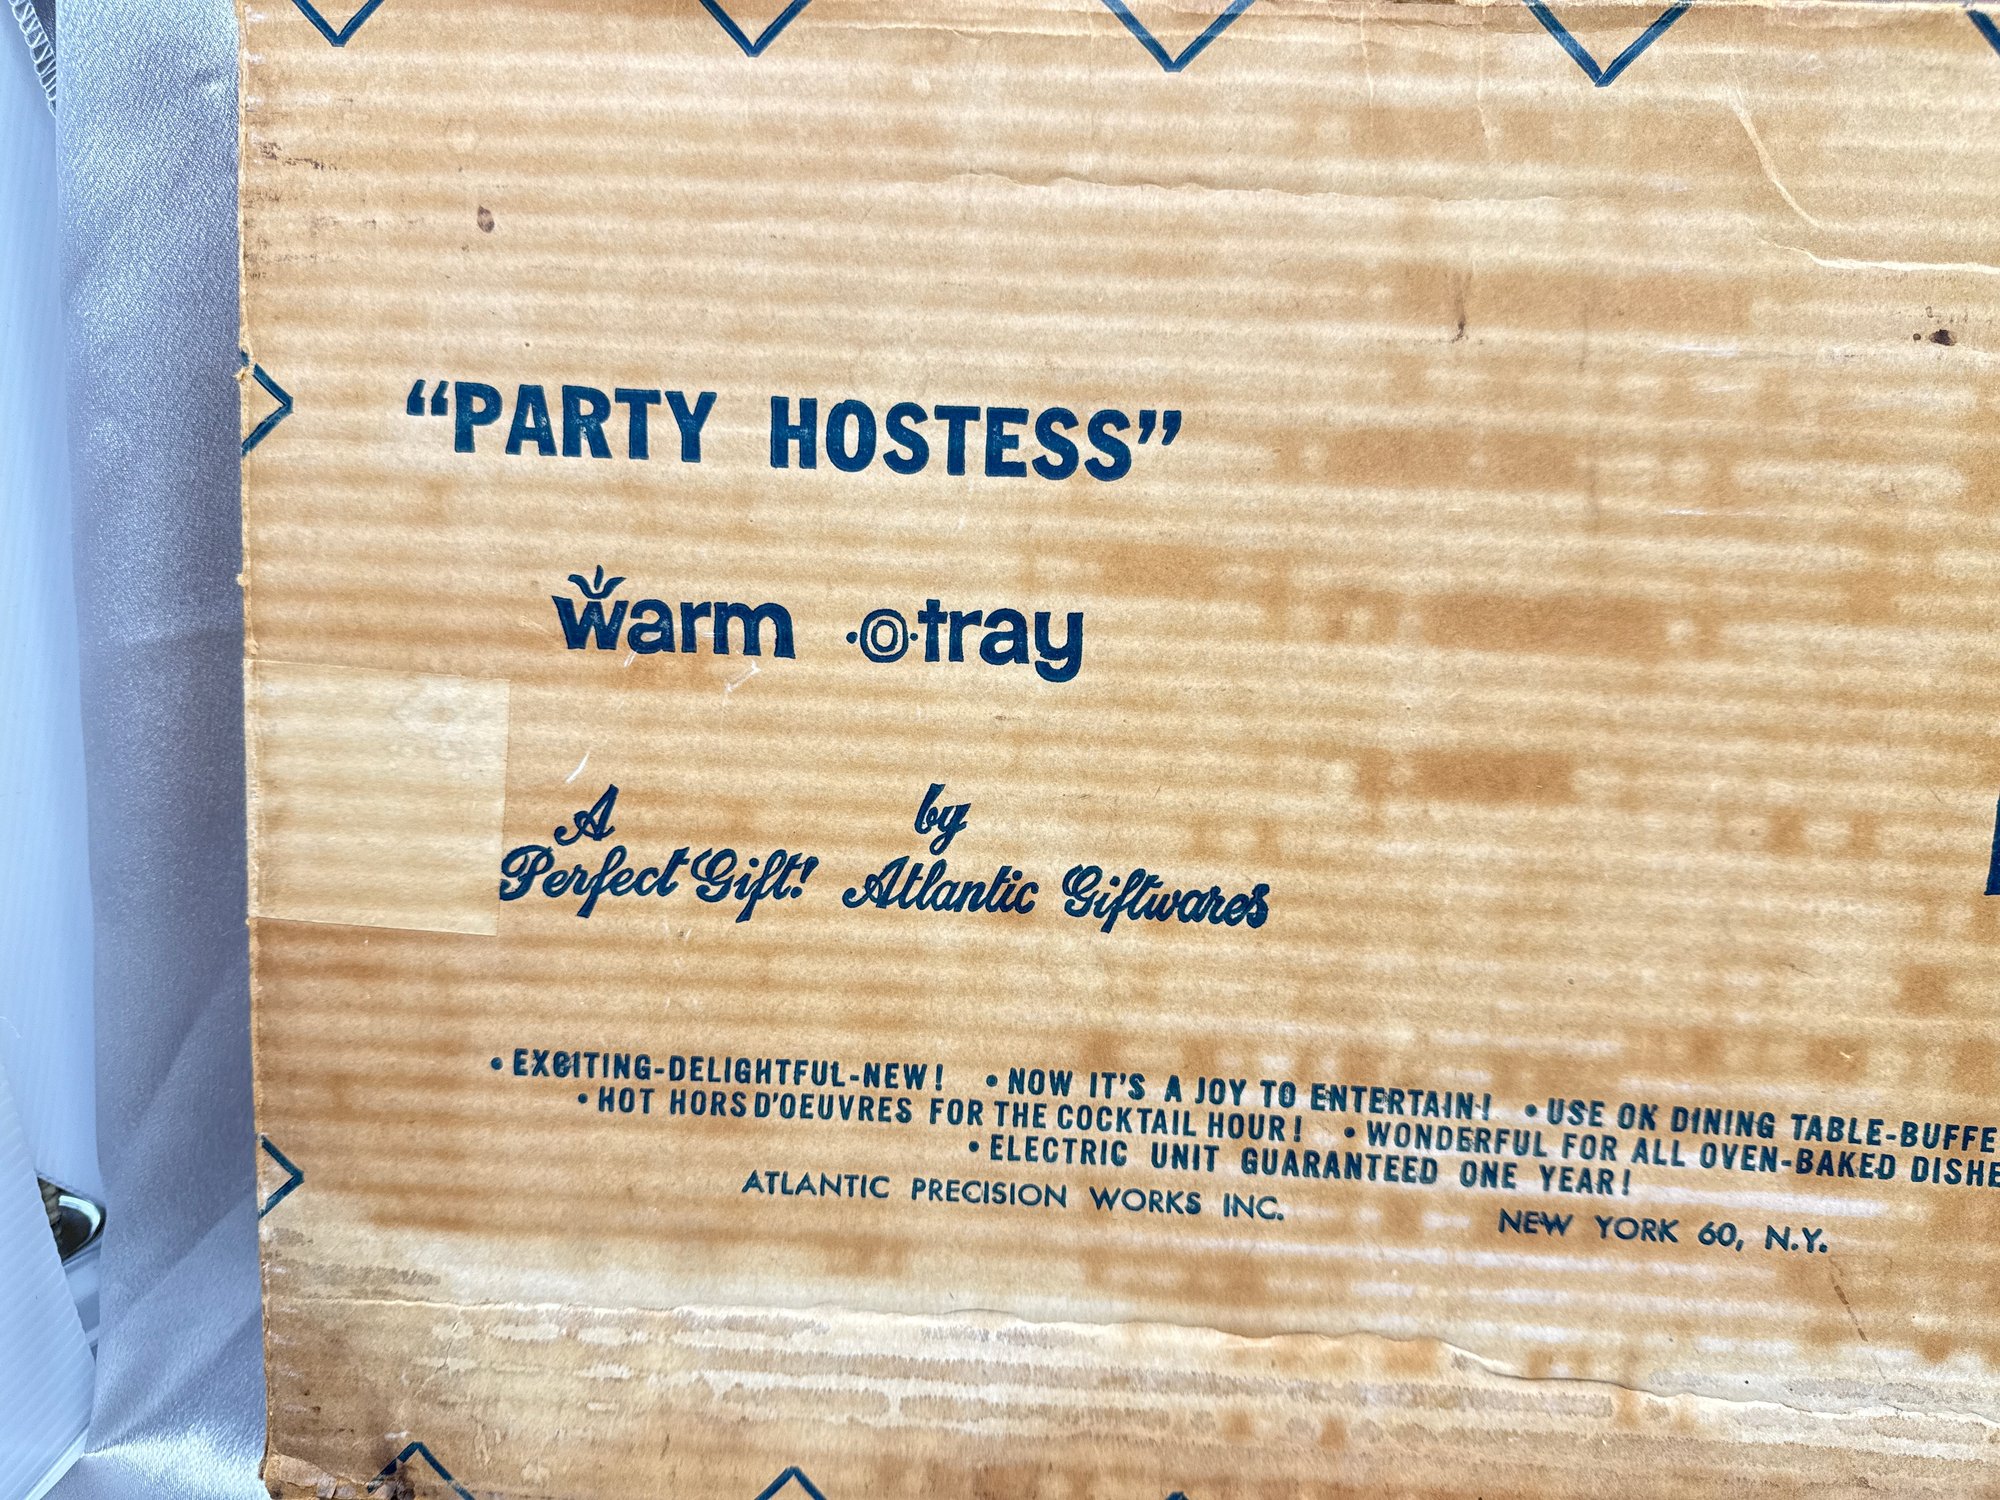 “PARTY HOSTESS”
warm·o·tray
A
Perfect Gift!
by
Atlantic Giftwares
• EXCITING-DELIGHTFUL-NEW! • NOW IT'S A JOY TO ENTERTAIN! • USE ON DINING TABLE-BUFFE
• HOT HORS D'OEUVRES FOR THE COCKTAIL HOUR! • WONDERFUL FOR ALL OVEN-BAKED DISHE
• ELECTRIC UNIT GUARANTEED ONE YEAR!
ATLANTIC PRECISION WORKS INC. NEW YORK 60, N.Y.